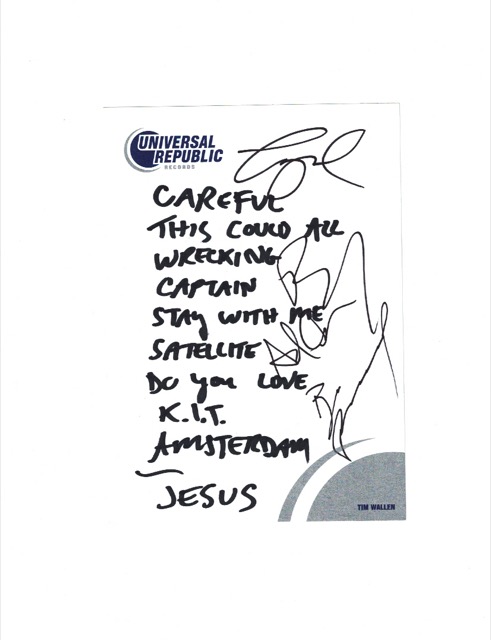 UNIVERSAL
REPUBLIC
RECORDS
CAREFUL
THIS COULD ALL
WRECKING
CAPTAIN
STAY WITH ME
SATELLITE
DO YOU LOVE
K.I.T.
AMSTERDAM
JESUS
TIM WALLEN